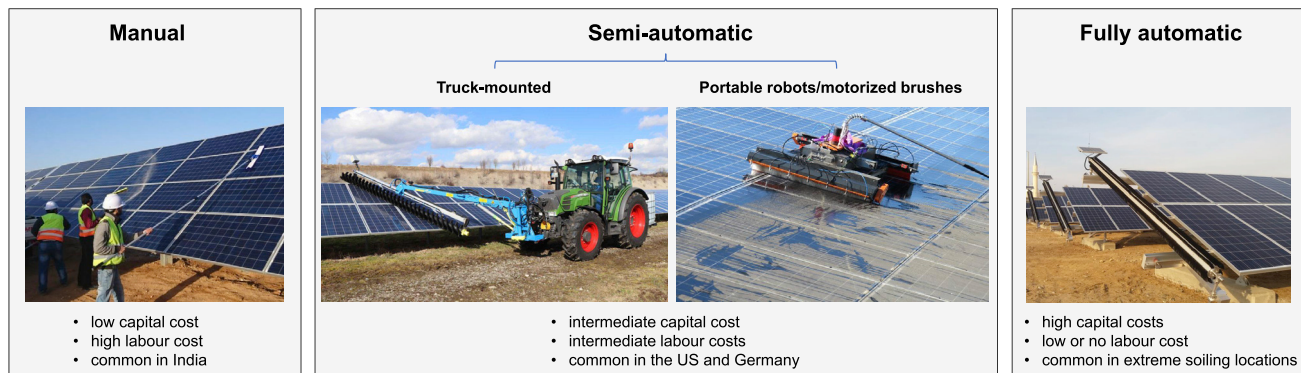 Manual
• low capital cost
• high labour cost
• common in India
Semi-automatic
Truck-mounted
Portable robots/motorized brushes
• intermediate capital cost
• intermediate labour costs
• common in the US and Germany
Fully automatic
• high capital costs
• low or no labour cost
• common in extreme soiling locations